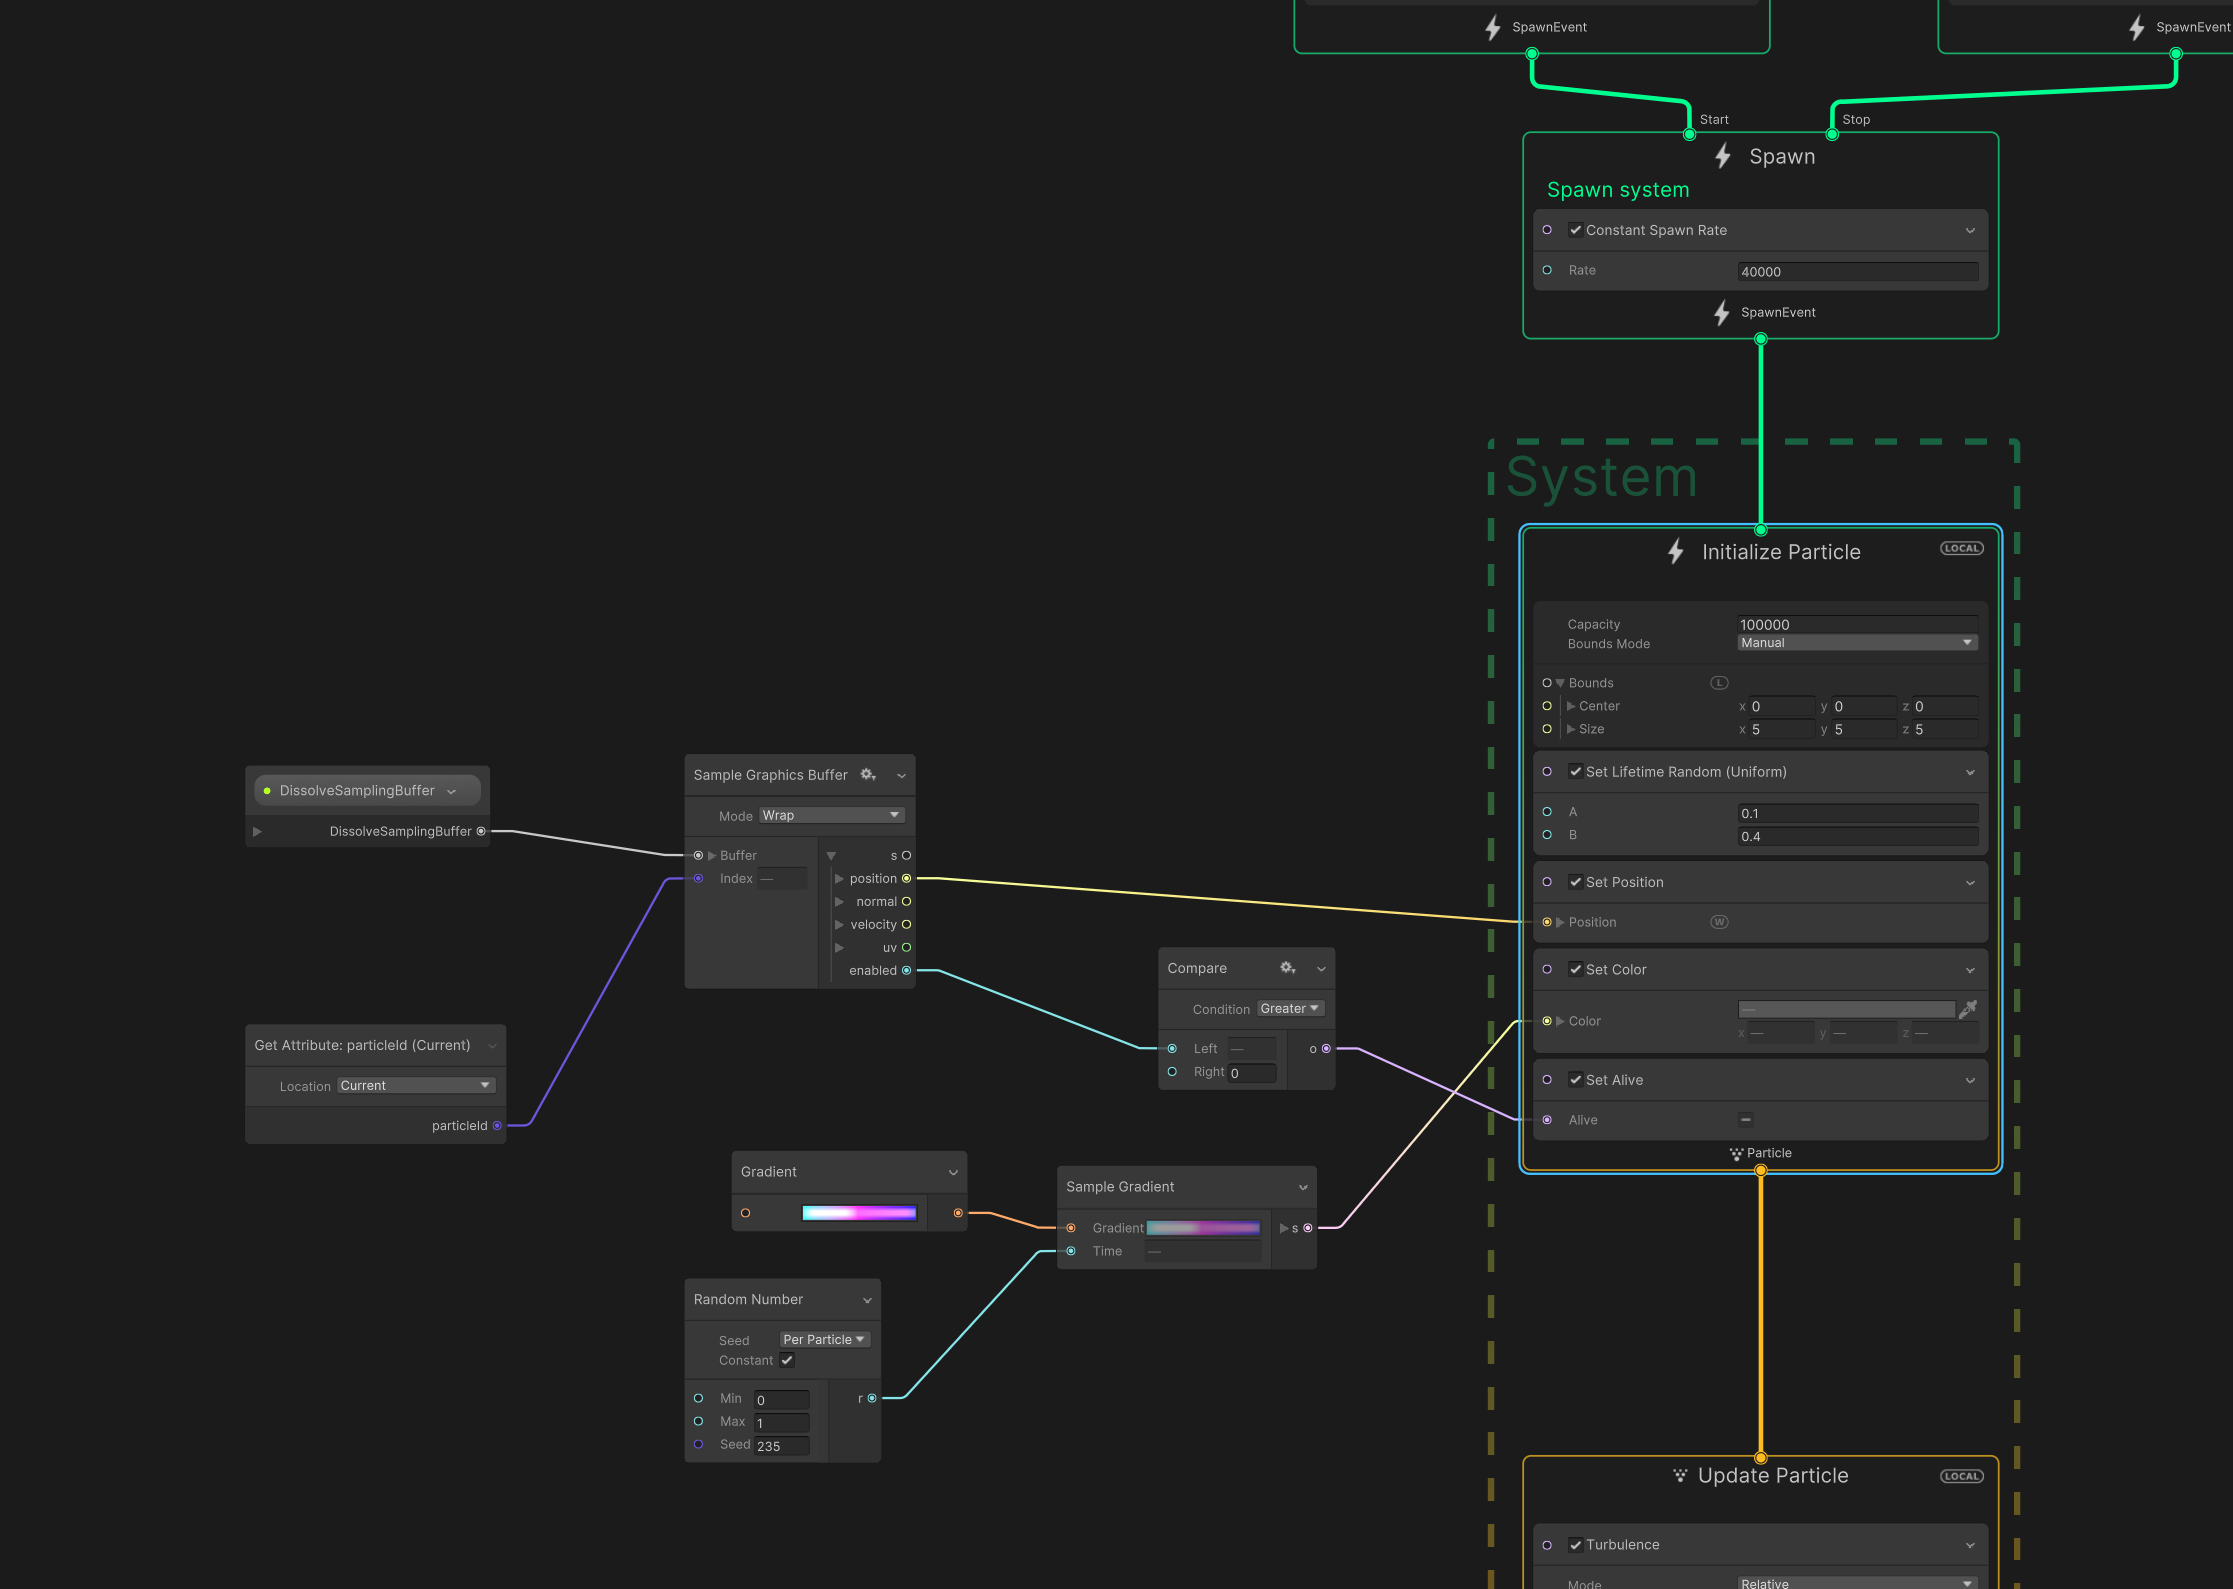 SpawnEvent
SpawnEvent
Start
Stop
Spawn
Spawn system
Constant Spawn Rate
Rate
40000
SpawnEvent
System
Initialize Particle
LOCAL
Capacity
100000
Bounds Mode
Manual
Bounds
L
Center
x 0 y 0 z 0
Size
x 5 y 5 z 5
Set Lifetime Random (Uniform)
A
0.1
B
0.4
Set Position
Position
W
Set Color
Color
x — y — z —
Set Alive
Alive
Particle
Update Particle
LOCAL
Turbulence
Mode
Relative
DissolveSamplingBuffer
DissolveSamplingBuffer
Sample Graphics Buffer
Mode Wrap
Buffer
s
Index —
position
normal
velocity
uv
enabled
Get Attribute: particleId (Current)
Location Current
particleId
Compare
Condition Greater
Left —
o
Right 0
Gradient
Sample Gradient
Gradient
s
Time —
Random Number
Seed Per Particle
Constant
Min 0
r
Max 1
Seed 235